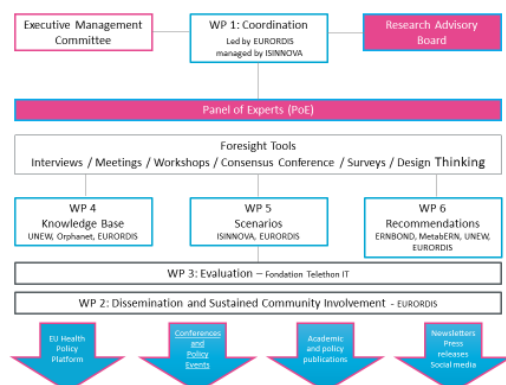 Executive Management
Committee
WP 1: Coordination
Led by EURORDIS
managed by ISINNOVA
Research Advisory
Board
Panel of Experts (PoE)
Foresight Tools
Interviews / Meetings / Workshops / Consensus Conference / Surveys / Design Thinking
WP 4
Knowledge Base
UNEW, Orphanet, EURORDIS
WP 5
Scenarios
ISINNOVA, EURORDIS
WP 6
Recommendations
ERNBOND, MetabERN, UNEW,
EURORDIS
WP 3: Evaluation – Fondation Telethon IT
WP 2: Dissemination and Sustained Community Involvement - EURORDIS
EU Health
Policy
Platform
Conferences
and
Policy
Events
Academic
and policy
publications
Newsletters
Press
releases
Social media